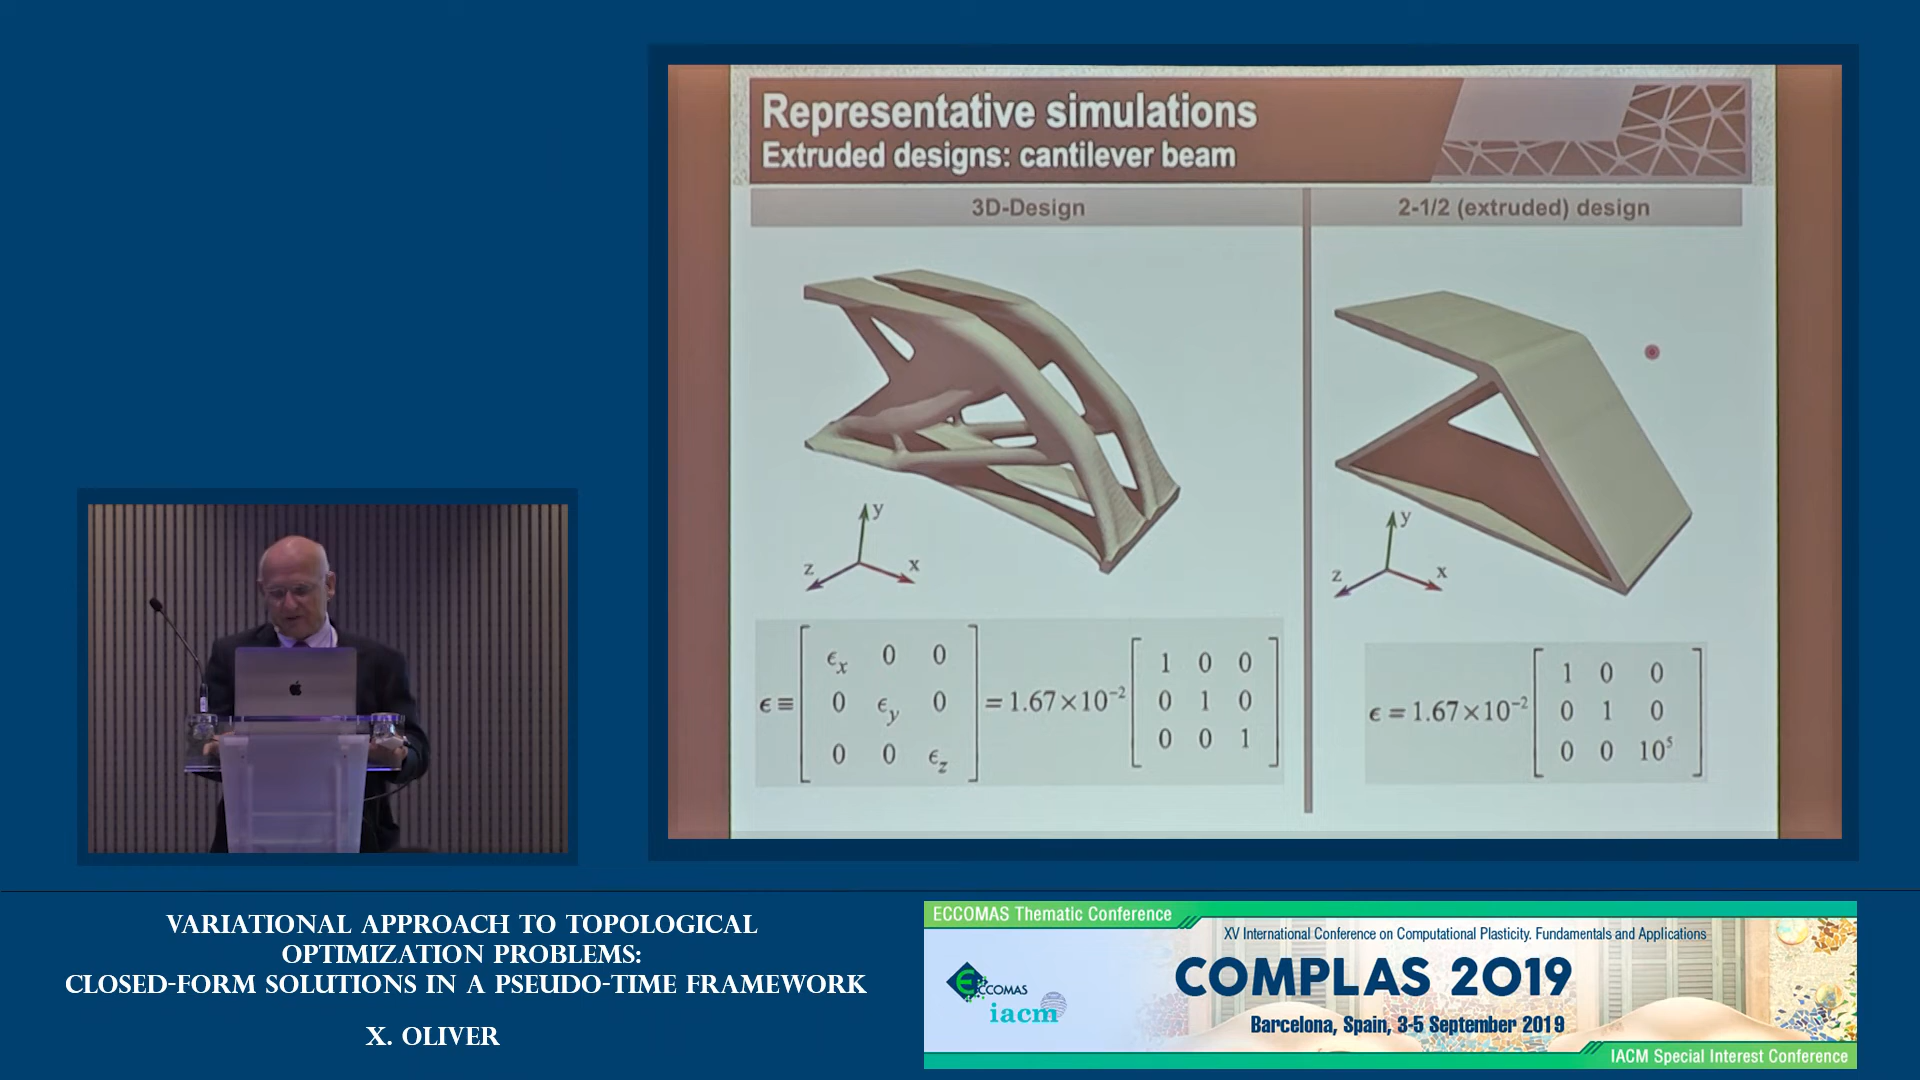 Representative simulations
Extruded designs: cantilever beam
3D-Design
2-1/2 (extruded) design
y
z
x
y
z
x
ϵ ≡ [ ϵx 0 0
0 ϵy 0
0 0 ϵz ] = 1.67×10⁻² [ 1 0 0
0 1 0
0 0 1 ]
ϵ = 1.67×10⁻² [ 1 0 0
0 1 0
0 0 10⁵ ]
VARIATIONAL APPROACH TO TOPOLOGICAL
OPTIMIZATION PROBLEMS:
CLOSED-FORM SOLUTIONS IN A PSEUDO-TIME FRAMEWORK
X. OLIVER
ECCOMAS Thematic Conference
XV International Conference on Computational Plasticity. Fundamentals and Applications
ECCOMAS
iacm
COMPLAS 2019
Barcelona, Spain, 3-5 September 2019
IACM Special Interest Conference